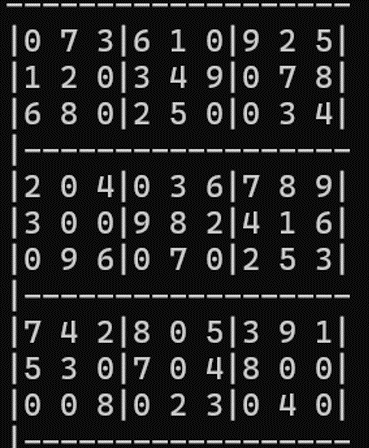 -------------------
|0 7 3|6 1 0|9 2 5|
|1 2 0|3 4 9|0 7 8|
|6 8 0|2 5 0|0 3 4|
|------------------
|2 0 4|0 3 6|7 8 9|
|3 0 0|9 8 2|4 1 6|
|0 9 6|0 7 0|2 5 3|
|------------------
|7 4 2|8 0 5|3 9 1|
|5 3 0|7 0 4|8 0 0|
|0 0 8|0 2 3|0 4 0|
|------------------